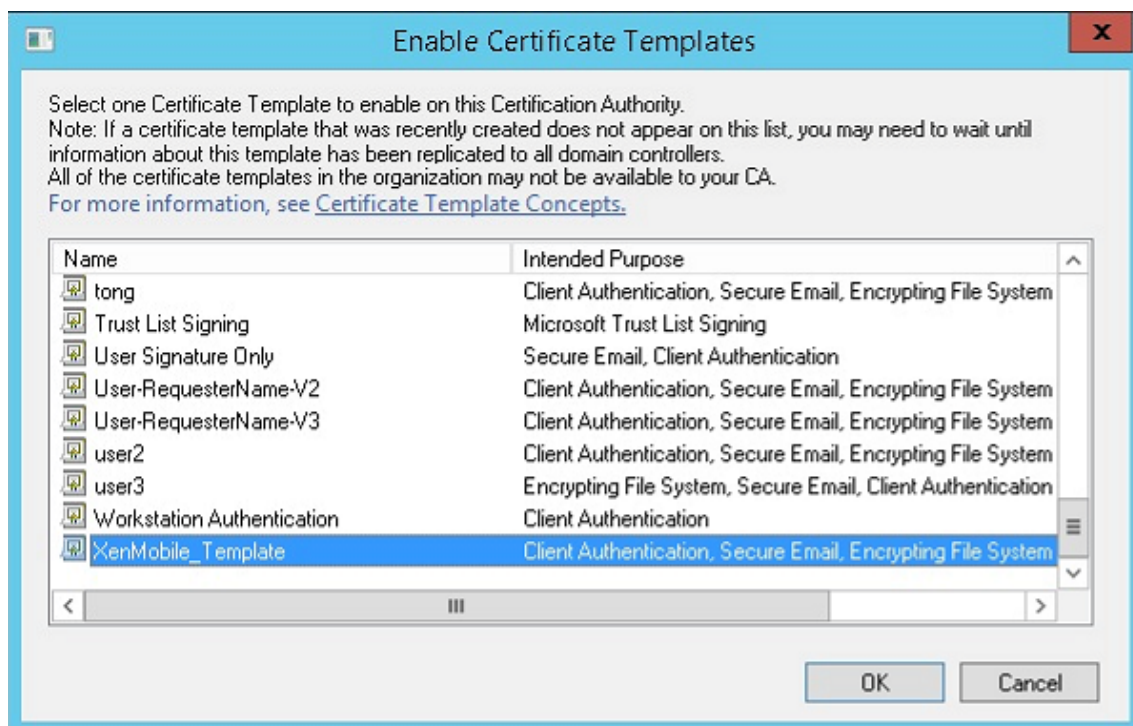 Enable Certificate Templates
x
Select one Certificate Template to enable on this Certification Authority.
Note: If a certificate template that was recently created does not appear on this list, you may need to wait until
information about this template has been replicated to all domain controllers.
All of the certificate templates in the organization may not be available to your CA.
For more information, see Certificate Template Concepts.
Name Intended Purpose
tong Client Authentication, Secure Email, Encrypting File System
Trust List Signing Microsoft Trust List Signing
User Signature Only Secure Email, Client Authentication
User-RequesterName-V2 Client Authentication, Secure Email, Encrypting File System
User-RequesterName-V3 Client Authentication, Secure Email, Encrypting File System
user2 Client Authentication, Secure Email, Encrypting File System
user3 Encrypting File System, Secure Email, Client Authentication
Workstation Authentication Client Authentication
XenMobile_Template Client Authentication, Secure Email, Encrypting File System
OK Cancel